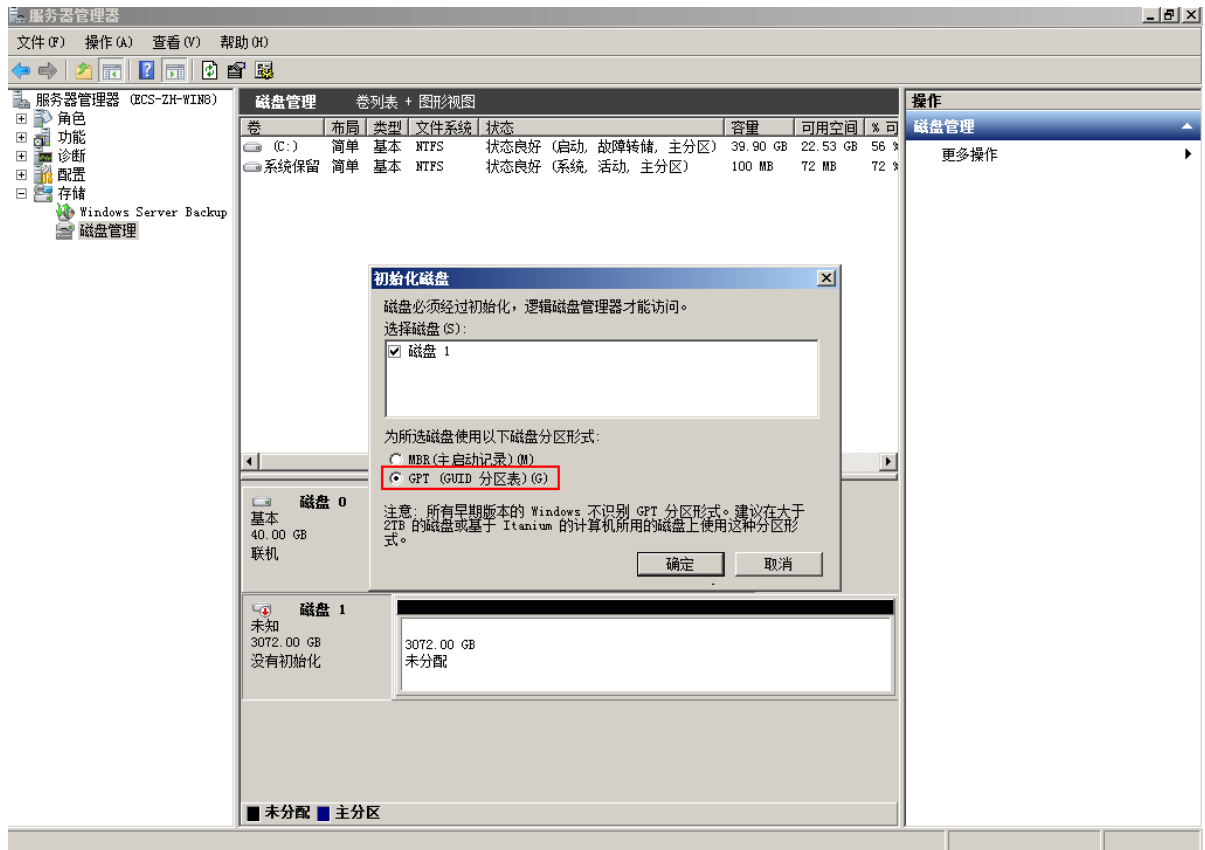 服务器管理器
文件(F) 操作(A) 查看(V) 帮助(H)
服务器管理器 (ECS-ZH-WIN8)
角色
功能
诊断
配置
存储
Windows Server Backup
磁盘管理
磁盘管理 卷列表 + 图形视图
卷 布局 类型 文件系统 状态 容量 可用空间 % 可
(C:) 简单 基本 NTFS 状态良好 (启动, 故障转储, 主分区) 39.90 GB 22.53 GB 56 %
系统保留 简单 基本 NTFS 状态良好 (系统, 活动, 主分区) 100 MB 72 MB 72 %
初始化磁盘
磁盘必须经过初始化，逻辑磁盘管理器才能访问。
选择磁盘(S):
磁盘 1
为所选磁盘使用以下磁盘分区形式:
MBR(主启动记录)(M)
GPT (GUID 分区表)(G)
注意: 所有早期版本的 Windows 不识别 GPT 分区形式。建议在大于
2TB 的磁盘或基于 Itanium 的计算机所用的磁盘上使用这种分区形
式。
确定 取消
磁盘 0
基本
40.00 GB
联机
磁盘 1
未知
3072.00 GB
没有初始化
3072.00 GB
未分配
未分配 主分区
操作
磁盘管理
更多操作